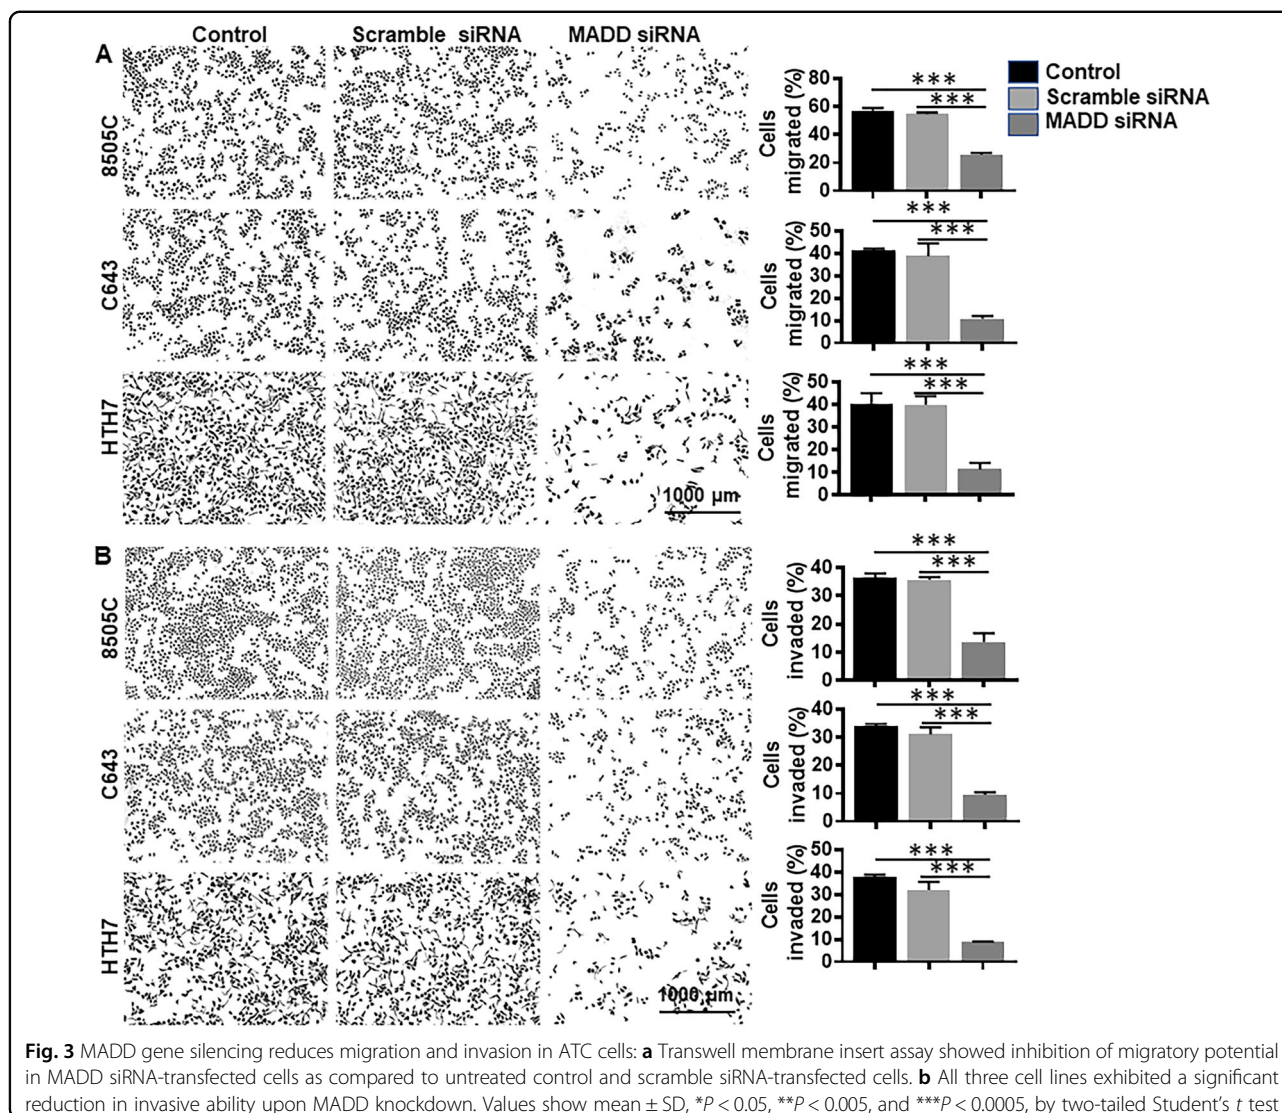 Control Scramble siRNA MADD siRNA
A
8505C
C643
HTH7
1000 µm
Cells migrated (%)
80
60
40
20
0
***
***
Control
Scramble siRNA
MADD siRNA
Cells migrated (%)
50
40
30
20
10
0
***
***
Cells migrated (%)
50
40
30
20
10
0
***
***
B
8505C
C643
HTH7
1000 µm
Cells invaded (%)
40
30
20
10
0
***
***
Cells invaded (%)
40
30
20
10
0
***
***
Cells invaded (%)
50
40
30
20
10
0
***
***
Fig. 3 MADD gene silencing reduces migration and invasion in ATC cells: a Transwell membrane insert assay showed inhibition of migratory potential
in MADD siRNA-transfected cells as compared to untreated control and scramble siRNA-transfected cells. b All three cell lines exhibited a significant
reduction in invasive ability upon MADD knockdown. Values show mean ± SD, *P < 0.05, **P < 0.005, and ***P < 0.0005, by two-tailed Student's t test